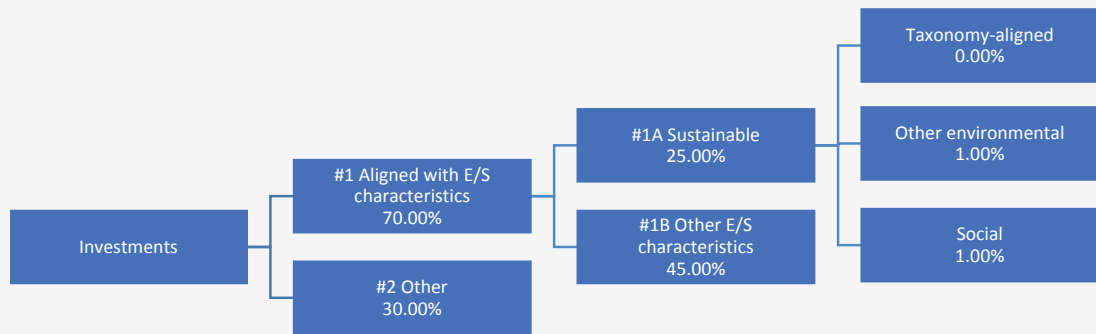 Investments
#1 Aligned with E/S
characteristics
70.00%
#2 Other
30.00%
#1A Sustainable
25.00%
#1B Other E/S
characteristics
45.00%
Taxonomy-aligned
0.00%
Other environmental
1.00%
Social
1.00%